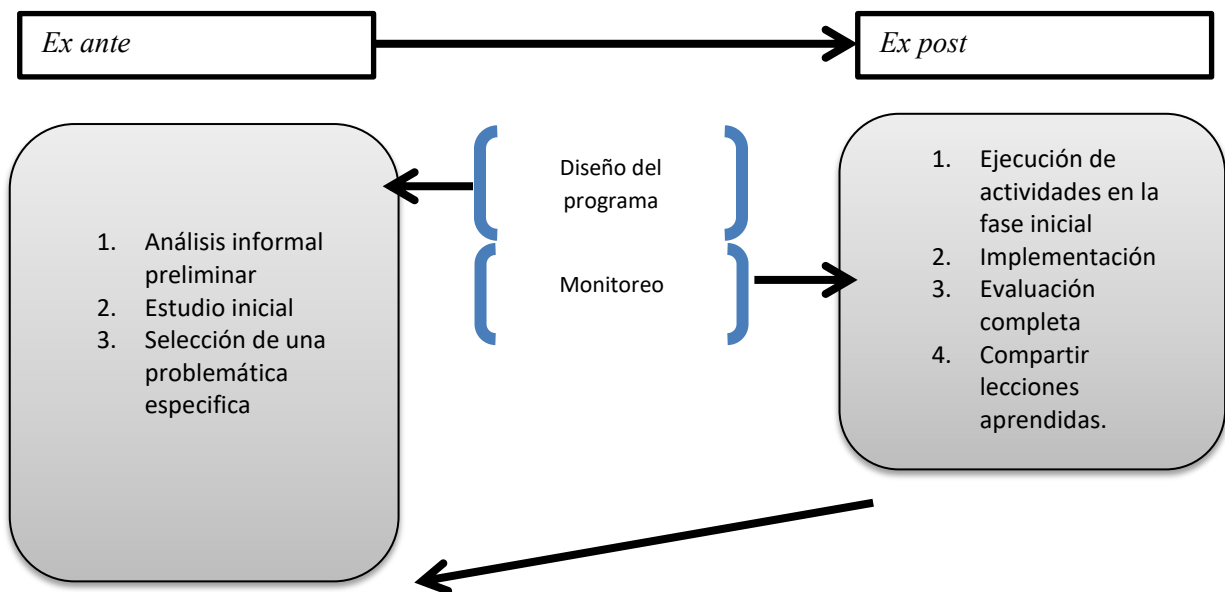 Ex ante
Ex post
1. Análisis informal
preliminar
2. Estudio inicial
3. Selección de una
problemática
especifica
Diseño del
programa
Monitoreo
1. Ejecución de
actividades en la
fase inicial
2. Implementación
3. Evaluación
completa
4. Compartir
lecciones
aprendidas.